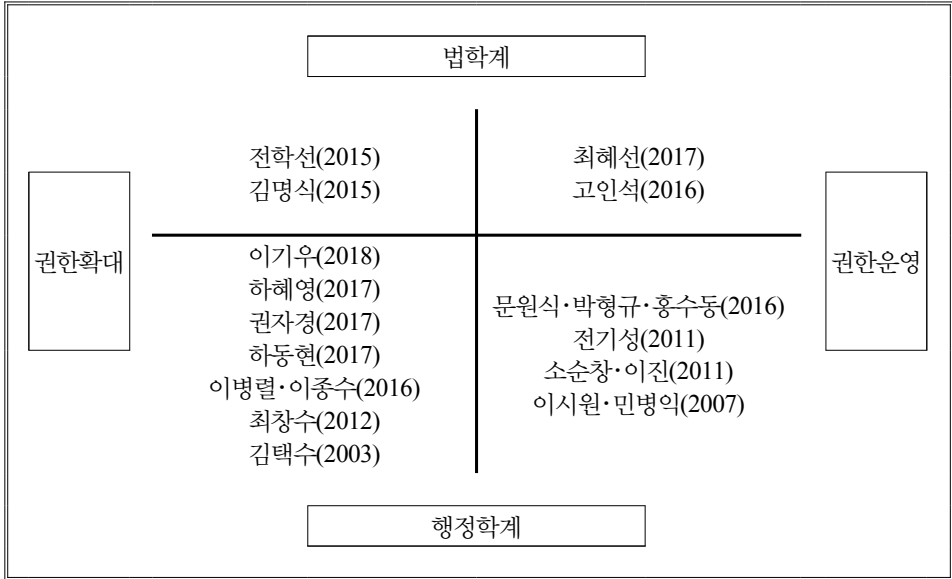 법학계
전학선(2015)
김명식(2015)
최혜선(2017)
고인석(2016)
권한확대
권한운영
이기우(2018)
하혜영(2017)
권자경(2017)
하동현(2017)
이병렬·이종수(2016)
최창수(2012)
김택수(2003)
문원식·박형규·홍수동(2016)
전기성(2011)
소순창·이진(2011)
이시원·민병익(2007)
행정학계